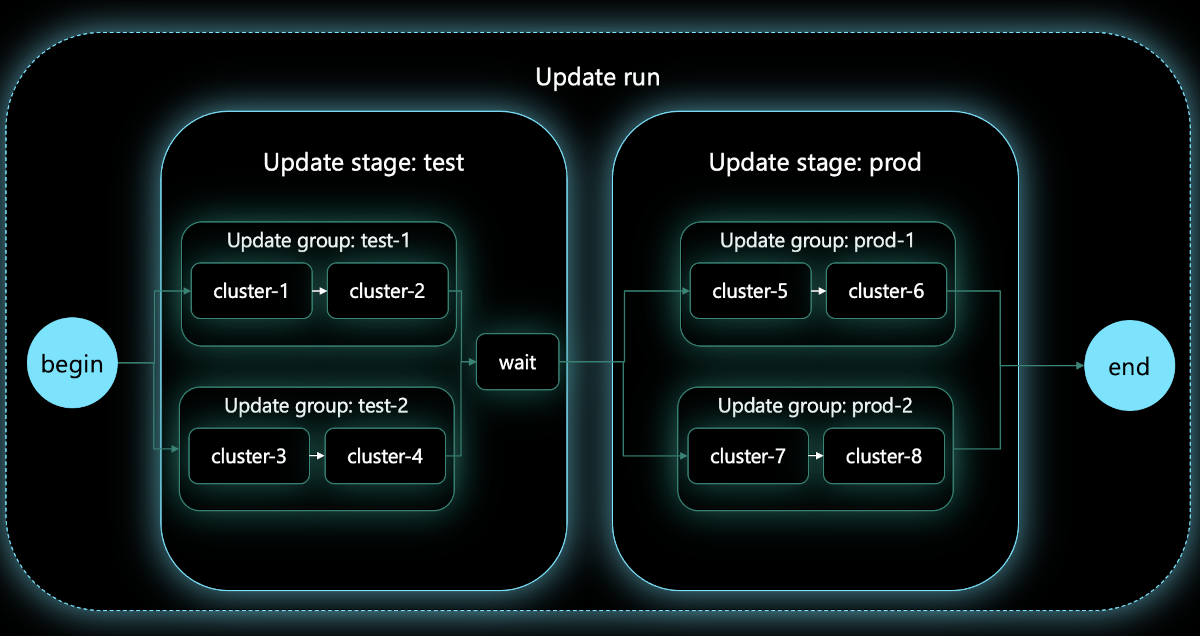 Update run
Update stage: test
Update group: test-1
cluster-1
cluster-2
Update group: test-2
cluster-3
cluster-4
begin
wait
Update stage: prod
Update group: prod-1
cluster-5
cluster-6
Update group: prod-2
cluster-7
cluster-8
end